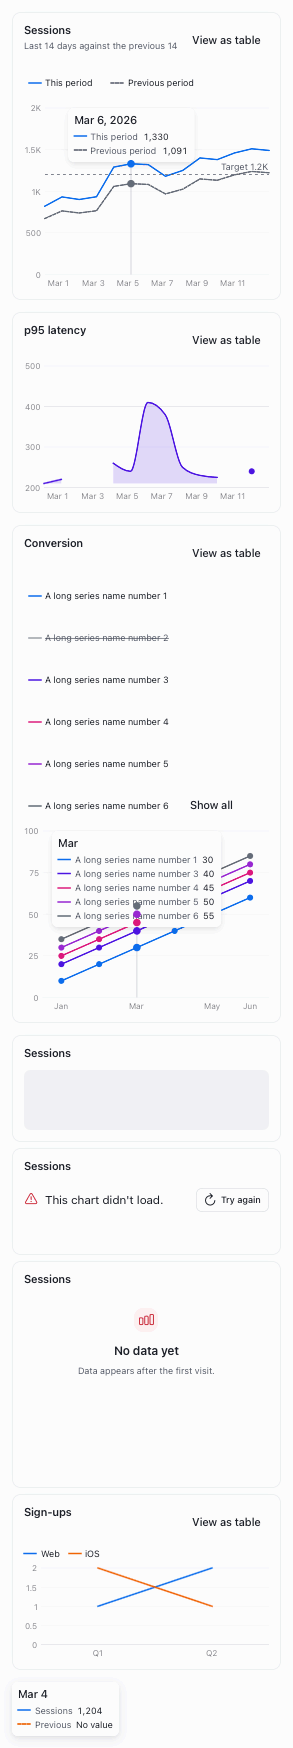 Sessions
Last 14 days against the previous 14
View as table
This period
Previous period
2K
Mar 6, 2026
This period 1,330
Previous period 1,091
1.5K
Target 1.2K
1K
500
0
Mar 1 Mar 3 Mar 5 Mar 7 Mar 9 Mar 11
p95 latency
View as table
500
400
300
200
Mar 1 Mar 3 Mar 5 Mar 7 Mar 9 Mar 11
Conversion
View as table
A long series name number 1
A long series name number 2
A long series name number 3
A long series name number 4
A long series name number 5
A long series name number 6
Show all
100
Mar
A long series name number 1 30
A long series name number 3 40
A long series name number 4 45
A long series name number 5 50
A long series name number 6 55
75
50
25
0
Jan Mar May Jun
Sessions
Sessions
This chart didn't load.
Try again
Sessions
No data yet
Data appears after the first visit.
Sign-ups
View as table
Web iOS
2
1.5
1
0.5
0
Q1 Q2
Mar 4
Sessions 1,204
Previous No value